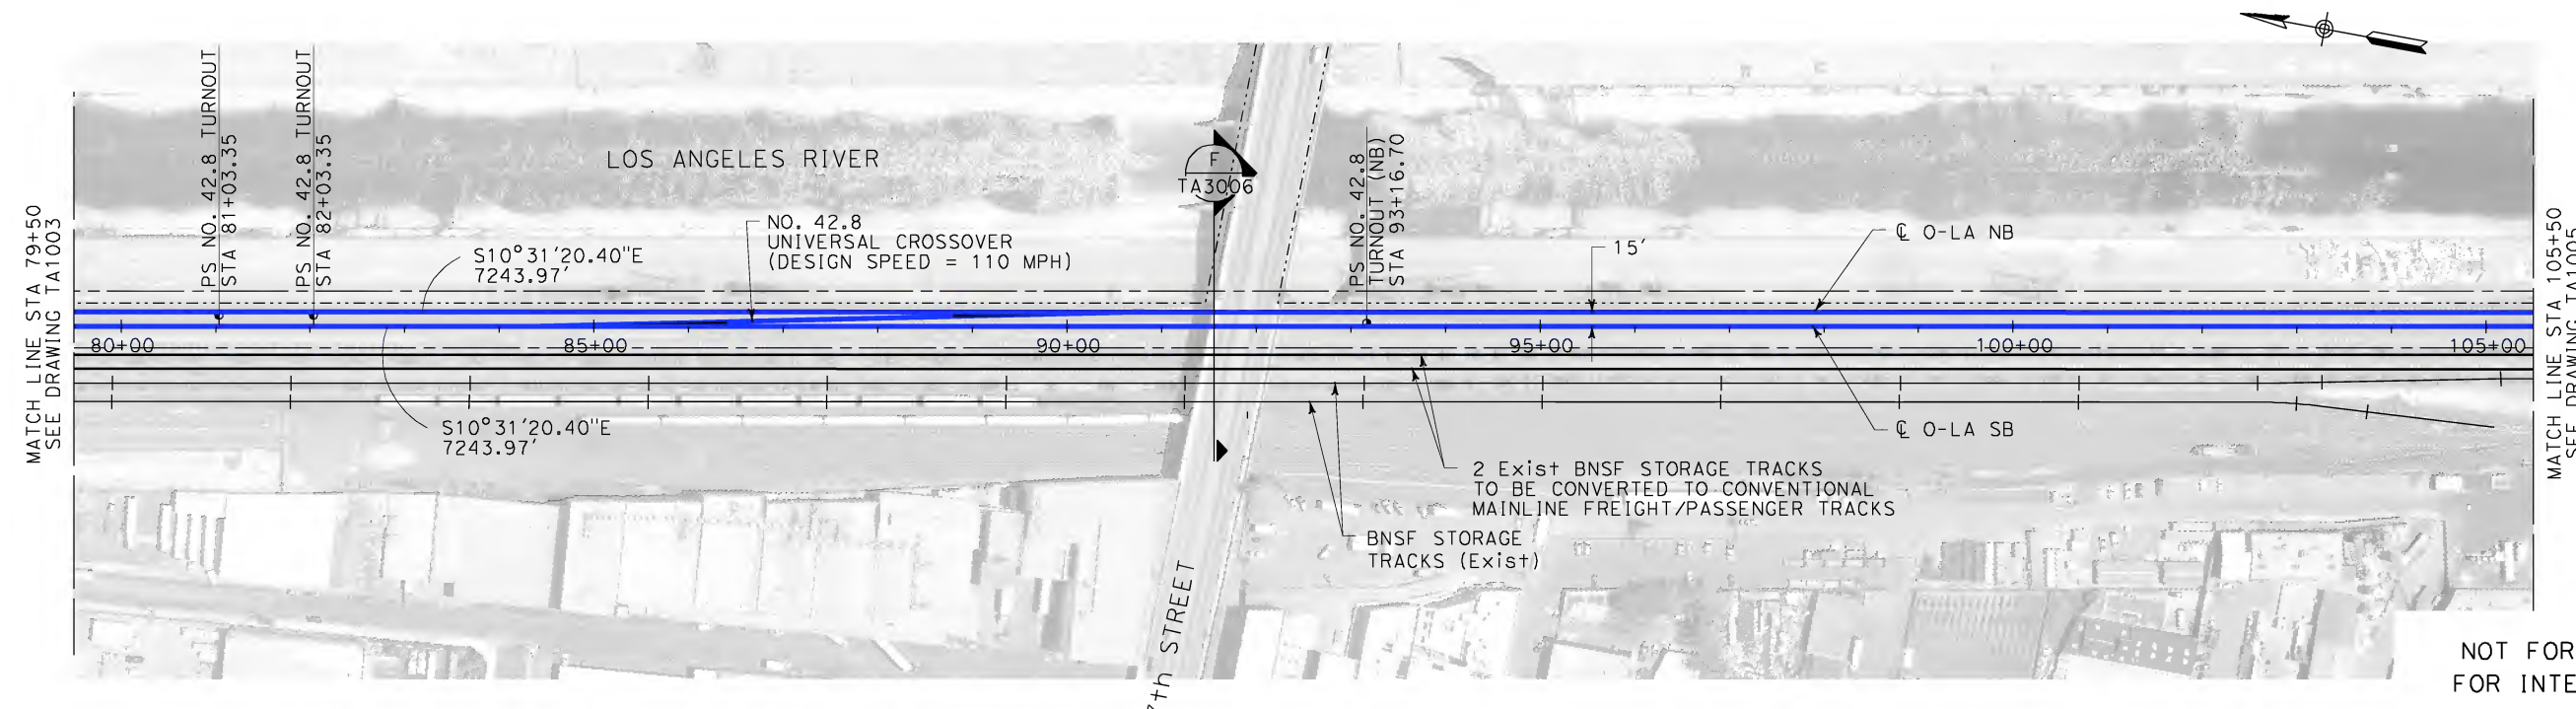 MATCH LINE STA 79+50
SEE DRAWING TA1003
PS NO. 42.8 TURNOUT
STA 81+03.35
PS NO. 42.8 TURNOUT
STA 82+03.35
LOS ANGELES RIVER
S10°31'20.40"E
7243.97'
NO. 42.8
UNIVERSAL CROSSOVER
(DESIGN SPEED = 110 MPH)
F
TA3006
PS NO. 42.8
TURNOUT (NB)
STA 93+16.70
15'
℄ O-LA NB
80+00
85+00
90+00
95+00
100+00
105+00
S10°31'20.40"E
7243.97'
℄ O-LA SB
2 Exist BNSF STORAGE TRACKS
TO BE CONVERTED TO CONVENTIONAL
MAINLINE FREIGHT/PASSENGER TRACKS
BNSF STORAGE
TRACKS (Exist)
7th STREET
MATCH LINE STA 105+50
SEE DRAWING TA1005
NOT FOR
FOR INTE